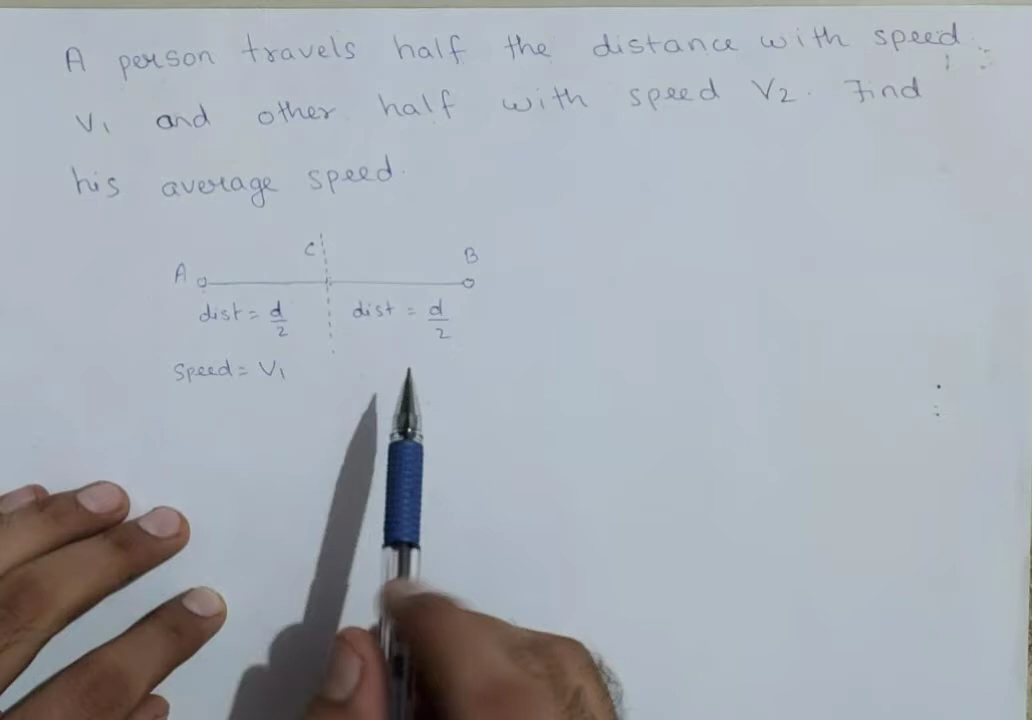 A person travels half the distance with speed
V1 and other half with speed V2. Find
his average speed.
A C B
dist = d/2 dist = d/2
Speed = V1